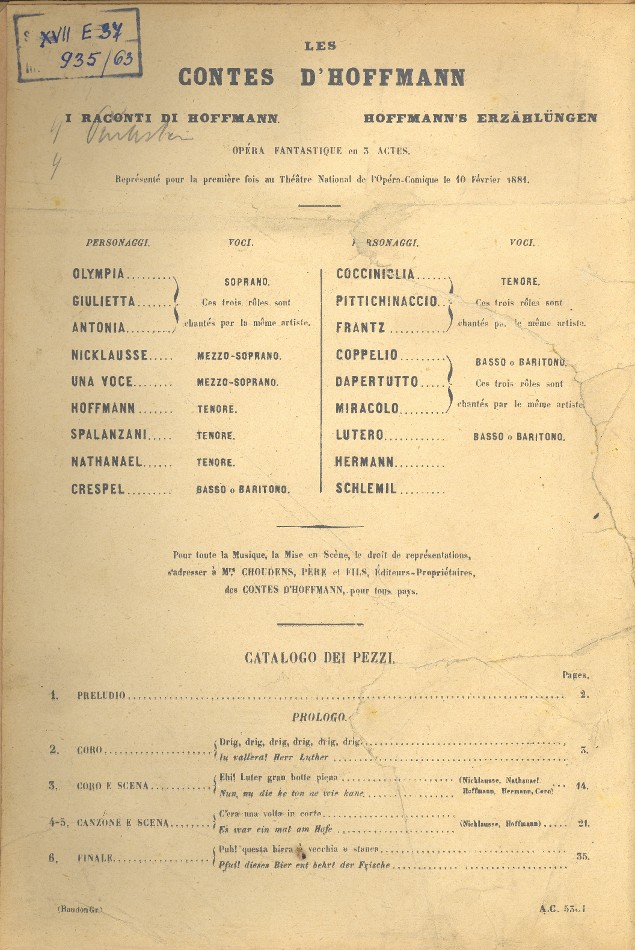 XVII E 37
935/63
LES
CONTES D'HOFFMANN
I RACONTI DI HOFFMANN. HOFFMANN'S ERZÄHLÜNGEN
OPÉRA FANTASTIQUE en 3 ACTES.
Représenté pour la première fois au Théâtre National de l'Opéra-Comique le 10 Février 1881.
PERSONAGGI. VOCI.
OLYMPIA......... SOPRANO.
GIULIETTA....... Ces trois rôles sont
ANTONIA......... chantés par la même artiste.
NICKLAUSSE..... MEZZO-SOPRANO.
UNA VOCE....... MEZZO-SOPRANO.
HOFFMANN....... TENORE.
SPALANZANI..... TENORE.
NATHANAEL...... TENORE.
CRESPEL......... BASSO o BARITONO.
PERSONAGGI. VOCI.
COCCINIGLIA....... TENORE.
PITTICHINACCIO.. Ces trois rôles sont
FRANTZ........... chantés par le même artiste.
COPPELIO......... BASSO o BARITONO.
DAPERTUTTO...... Ces trois rôles sont
MIRACOLO......... chantés par le même artiste
LUTERO........... BASSO o BARITONO.
HERMANN.........
SCHLEMIL.........
Pour toute la Musique, la Mise en Scène, le droit de représentations,
s'adresser à Mrs CHOUDENS, PÈRE et FILS, Éditeurs-Propriétaires,
des CONTES D'HOFFMANN, pour tous pays.
CATALOGO DEI PEZZI.
Pages.
1. PRELUDIO........................ 2.
PROLOGO.
2. CORO........ Drig, drig, drig, drig, drig, drig............ 3.
Tu vallera! Herr Luther............
3. CORO E SCENA....... Ehi! Luter gran botte piena............ (Nicklausse, Nathanael 14.
Nun, nu die he ton ne wie kane............ Hoffmann, Hermann, Coro)
4-5. CANZONE E SCENA....... C'era una volta in corte............ (Nicklausse, Hoffmann)..... 21.
Es war ein mal am Hofe............
6. FINALE............ Puh! questa birra è vecchia e stanca............ 35.
Pfui! dieses Bier ent behrt der Frische............
(Baudon Gr.) A.C.